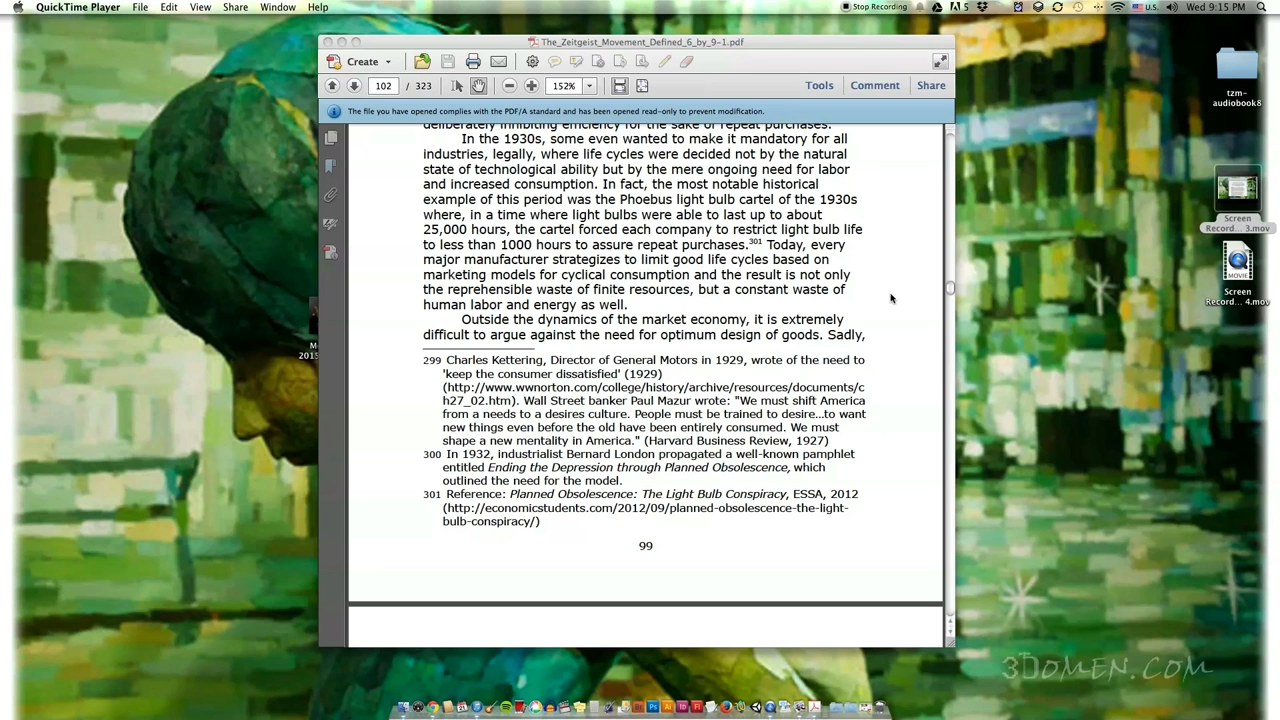 QuickTime Player File Edit View Share Window Help
Stop Recording 5 U.S. Wed 9:15 PM
The_Zeitgeist_Movement_Defined_6_by_9-1.pdf
Create
102 / 323 152% Tools Comment Share
The file you have opened complies with the PDF/A standard and has been opened read-only to prevent modification.
deliberately inhibiting efficiency for the sake of repeat purchases.
In the 1930s, some even wanted to make it mandatory for all
industries, legally, where life cycles were decided not by the natural
state of technological ability but by the mere ongoing need for labor
and increased consumption. In fact, the most notable historical
example of this period was the Phoebus light bulb cartel of the 1930s
where, in a time where light bulbs were able to last up to about
25,000 hours, the cartel forced each company to restrict light bulb life
to less than 1000 hours to assure repeat purchases.301 Today, every
major manufacturer strategizes to limit good life cycles based on
marketing models for cyclical consumption and the result is not only
the reprehensible waste of finite resources, but a constant waste of
human labor and energy as well.
Outside the dynamics of the market economy, it is extremely
difficult to argue against the need for optimum design of goods. Sadly,
299 Charles Kettering, Director of General Motors in 1929, wrote of the need to
'keep the consumer dissatisfied' (1929)
(http://www.wwnorton.com/college/history/archive/resources/documents/c
h27_02.htm). Wall Street banker Paul Mazur wrote: "We must shift America
from a needs to a desires culture. People must be trained to desire...to want
new things even before the old have been entirely consumed. We must
shape a new mentality in America." (Harvard Business Review, 1927)
300 In 1932, industrialist Bernard London propagated a well-known pamphlet
entitled Ending the Depression through Planned Obsolescence, which
outlined the need for the model.
301 Reference: Planned Obsolescence: The Light Bulb Conspiracy, ESSA, 2012
(http://economicstudents.com/2012/09/planned-obsolescence-the-light-
bulb-conspiracy/)
99
tzm-
audiobook8
Screen
Record... 3.mov
MOVIE
Screen
Record... 4.mov
3DOMEN.COM